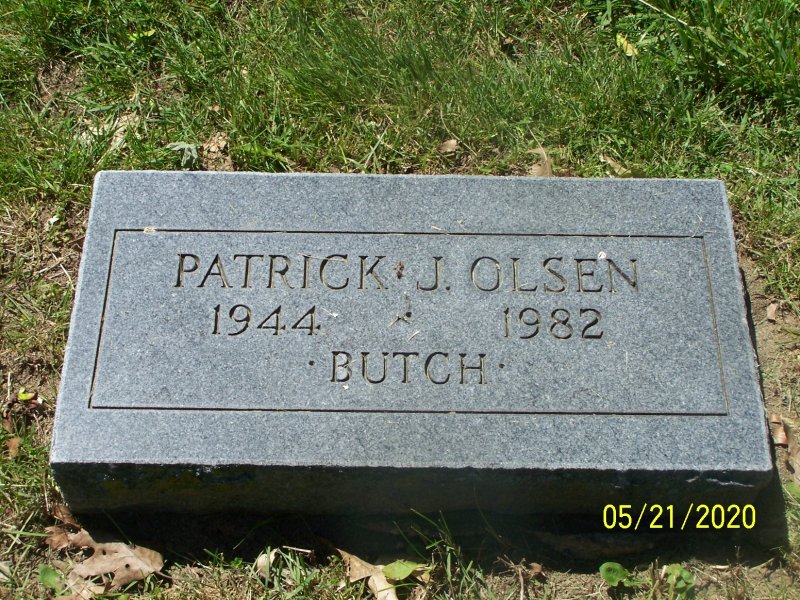 PATRICK J. OLSEN
1944 · 1982
· BUTCH ·
05/21/2020